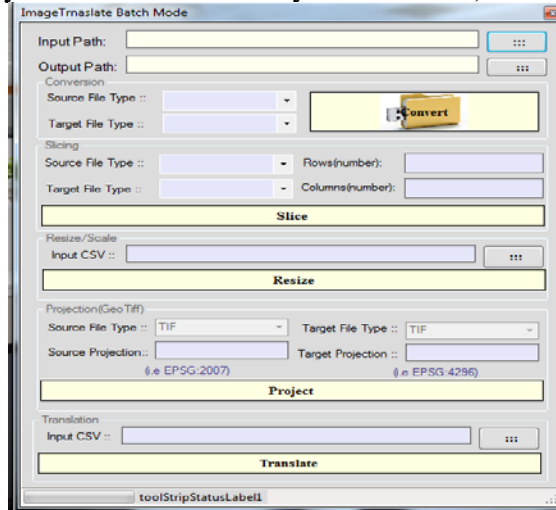 ImageTrnaslate Batch Mode
Input Path: :::
Output Path: :::
Conversion
Source File Type ::
Target File Type ::
Convert
Slicing
Source File Type :: Rows(number):
Target File Type :: Columns(number):
Slice
Resize/Scale
Input CSV :: :::
Resize
Projection(GeoTiff)
Source File Type :: TIF Target File Type :: TIF
Source Projection:: Target Projection ::
(i.e EPSG:2007) (i.e EPSG:4296)
Project
Translation
Input CSV :: :::
Translate
toolStripStatusLabel1